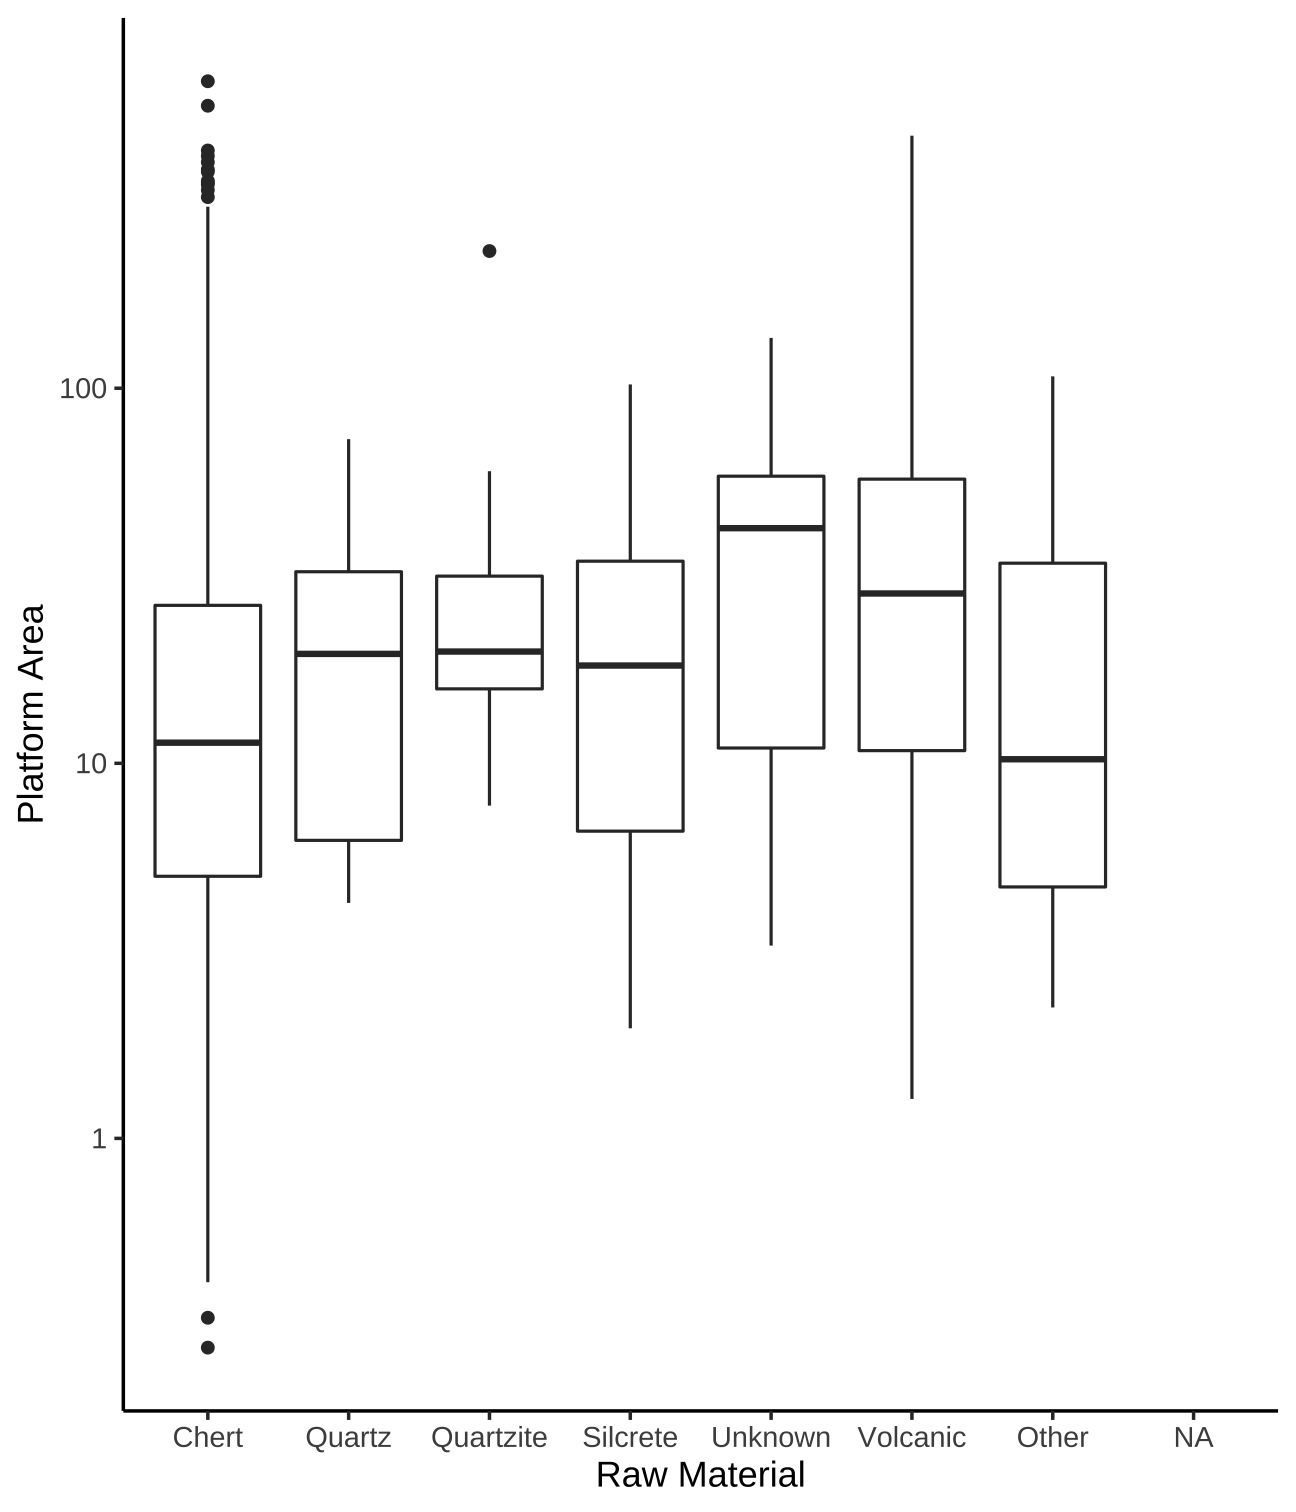 Platform Area
100
10
1
Chert Quartz Quartzite Silcrete Unknown Volcanic Other NA
Raw Material